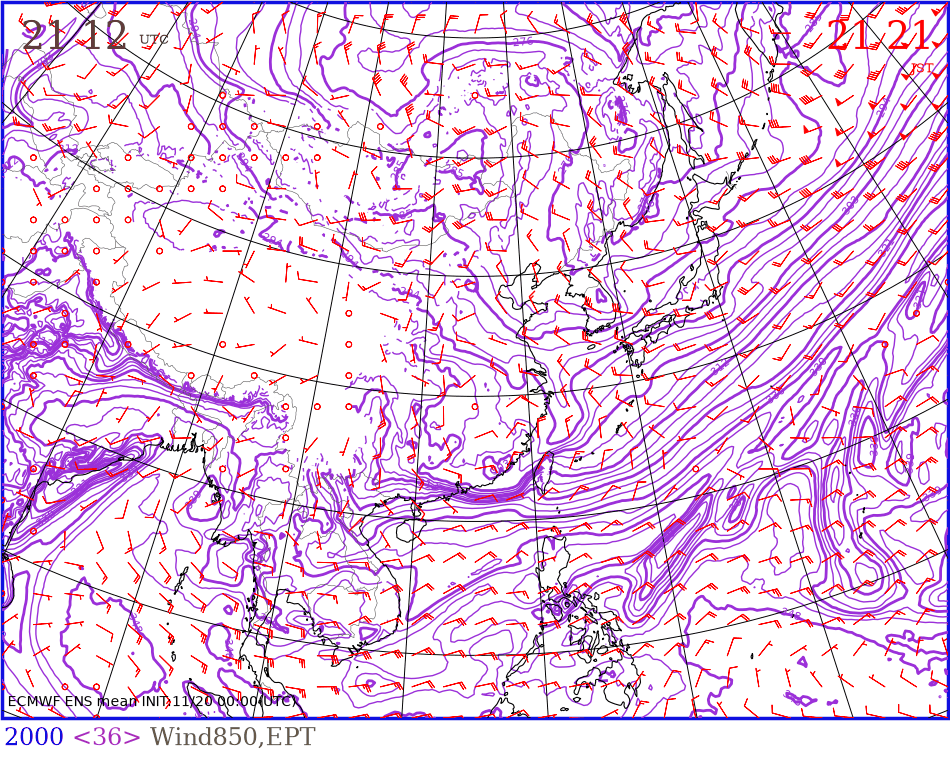 21 12 UTC
21 21 JST
276
ECMWF ENS mean INIT:11/20 00:00(UTC)
2000 <36> Wind850,EPT